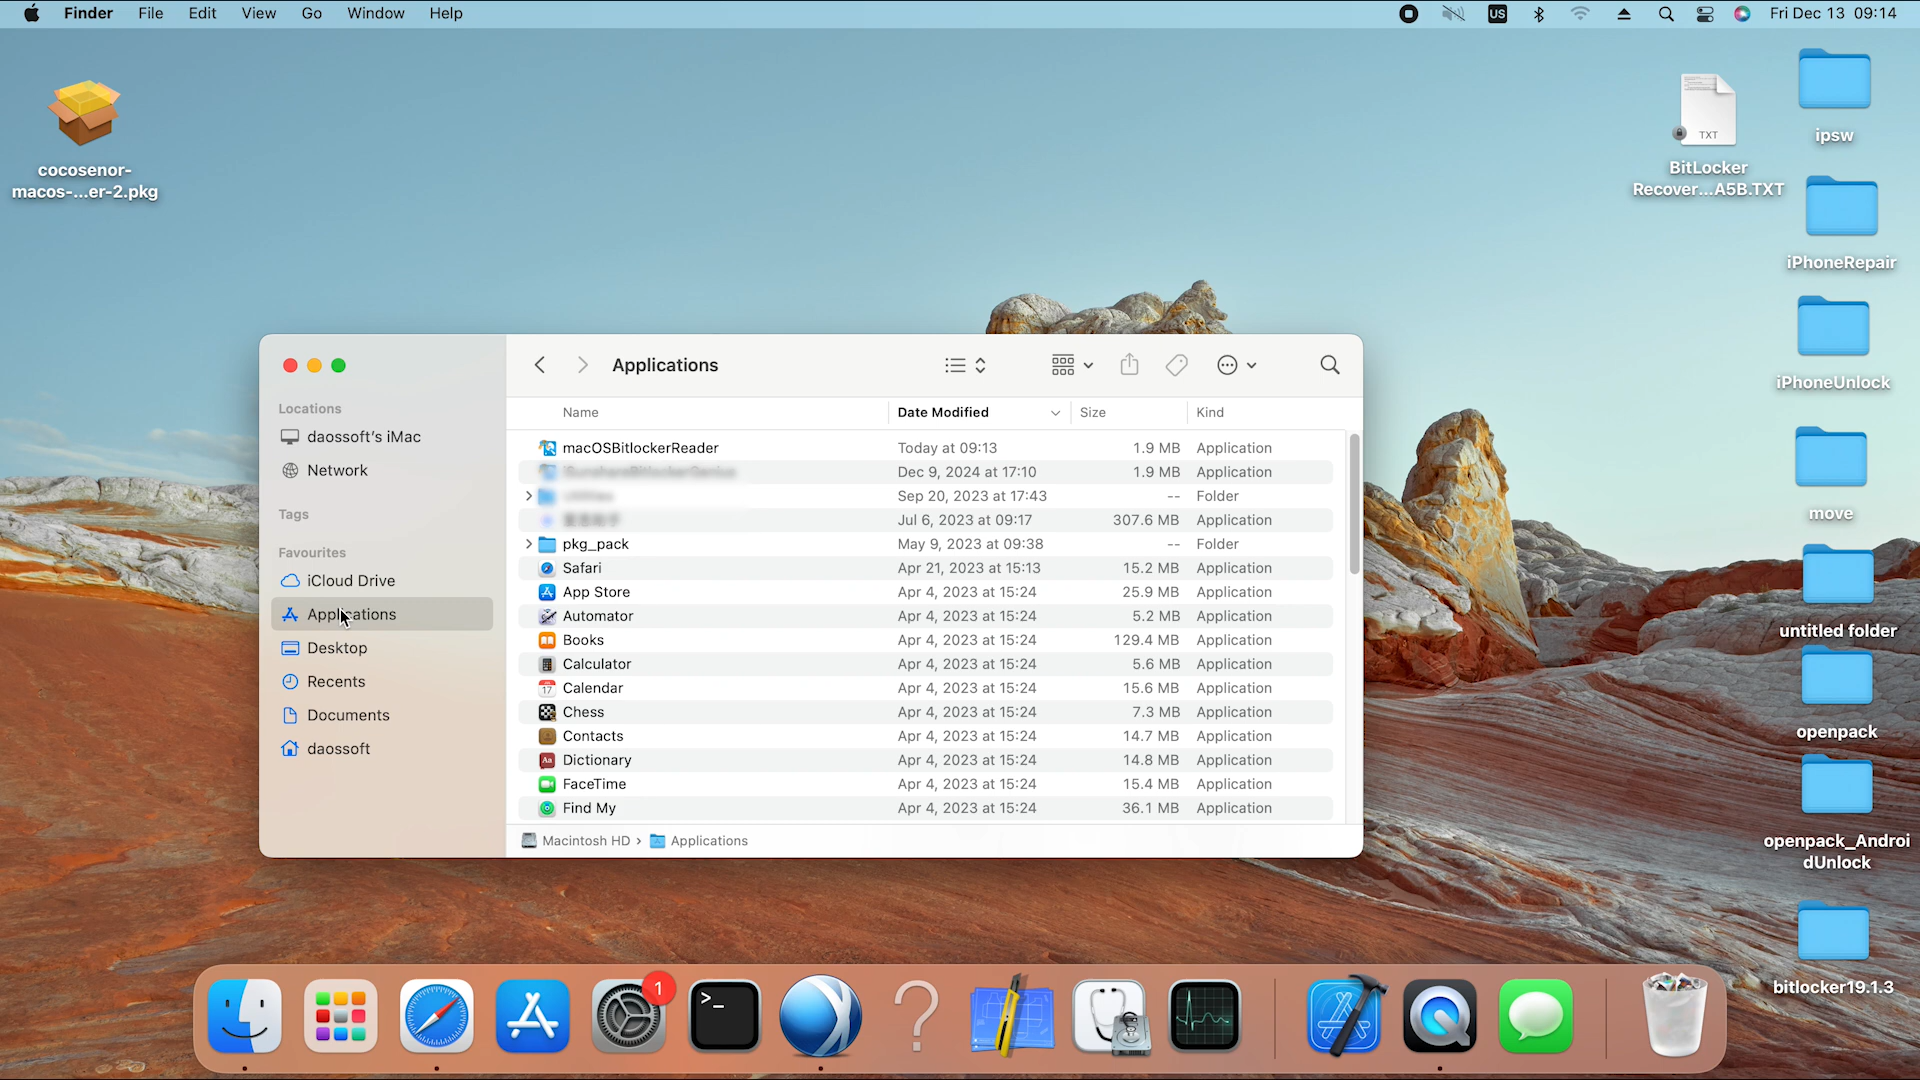 Finder File Edit View Go Window Help
US Fri Dec 13 09:14
cocosenor-
macos-...er-2.pkg
TXT
BitLocker
Recover...A5B.TXT
ipsw
iPhoneRepair
iPhoneUnlock
move
untitled folder
openpack
openpack_Androi
dUnlock
bitlocker19.1.3
Locations
daossoft's iMac
Network
Tags
Favourites
iCloud Drive
Applications
Desktop
Recents
Documents
daossoft
Applications
Name Date Modified Size Kind
macOSBitlockerReader Today at 09:13 1.9 MB Application
Dec 9, 2024 at 17:10 1.9 MB Application
Sep 20, 2023 at 17:43 -- Folder
Jul 6, 2023 at 09:17 307.6 MB Application
pkg_pack May 9, 2023 at 09:38 -- Folder
Safari Apr 21, 2023 at 15:13 15.2 MB Application
App Store Apr 4, 2023 at 15:24 25.9 MB Application
Automator Apr 4, 2023 at 15:24 5.2 MB Application
Books Apr 4, 2023 at 15:24 129.4 MB Application
Calculator Apr 4, 2023 at 15:24 5.6 MB Application
17 Calendar Apr 4, 2023 at 15:24 15.6 MB Application
Chess Apr 4, 2023 at 15:24 7.3 MB Application
Contacts Apr 4, 2023 at 15:24 14.7 MB Application
Aa Dictionary Apr 4, 2023 at 15:24 14.8 MB Application
FaceTime Apr 4, 2023 at 15:24 15.4 MB Application
Find My Apr 4, 2023 at 15:24 36.1 MB Application
Macintosh HD › Applications
1
>_
?